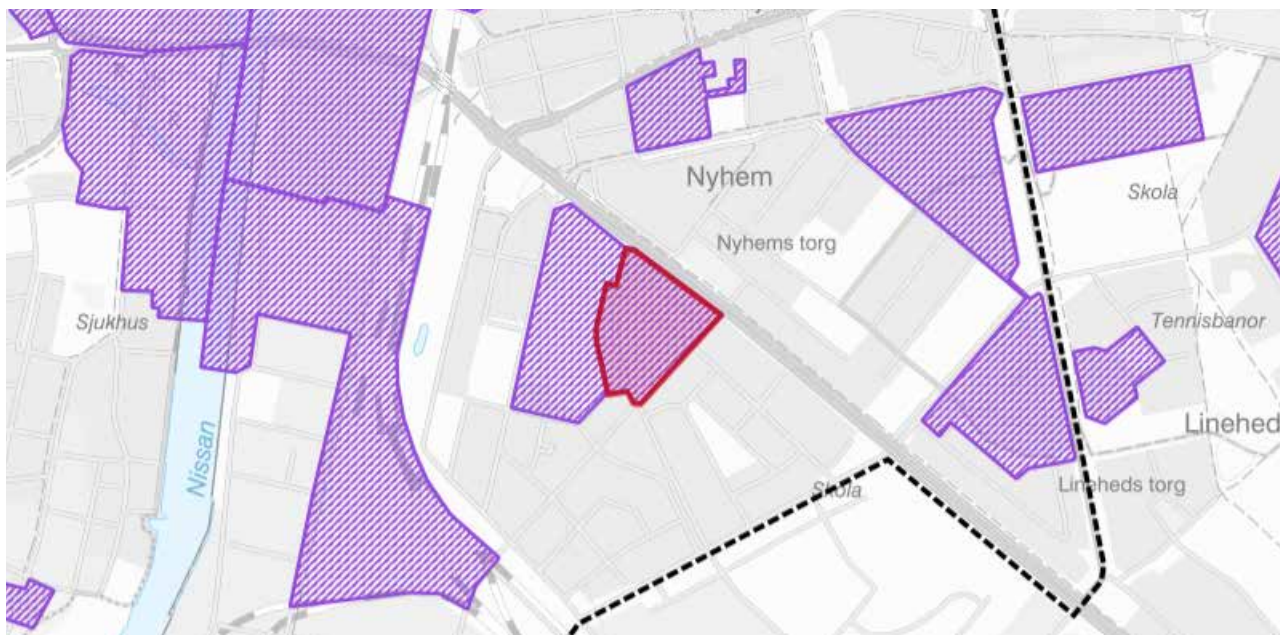 Nyhem
Skola
Nyhems torg
Sjukhus
Tennisbanor
Linehed
Nissan
Skola
Lineheds torg